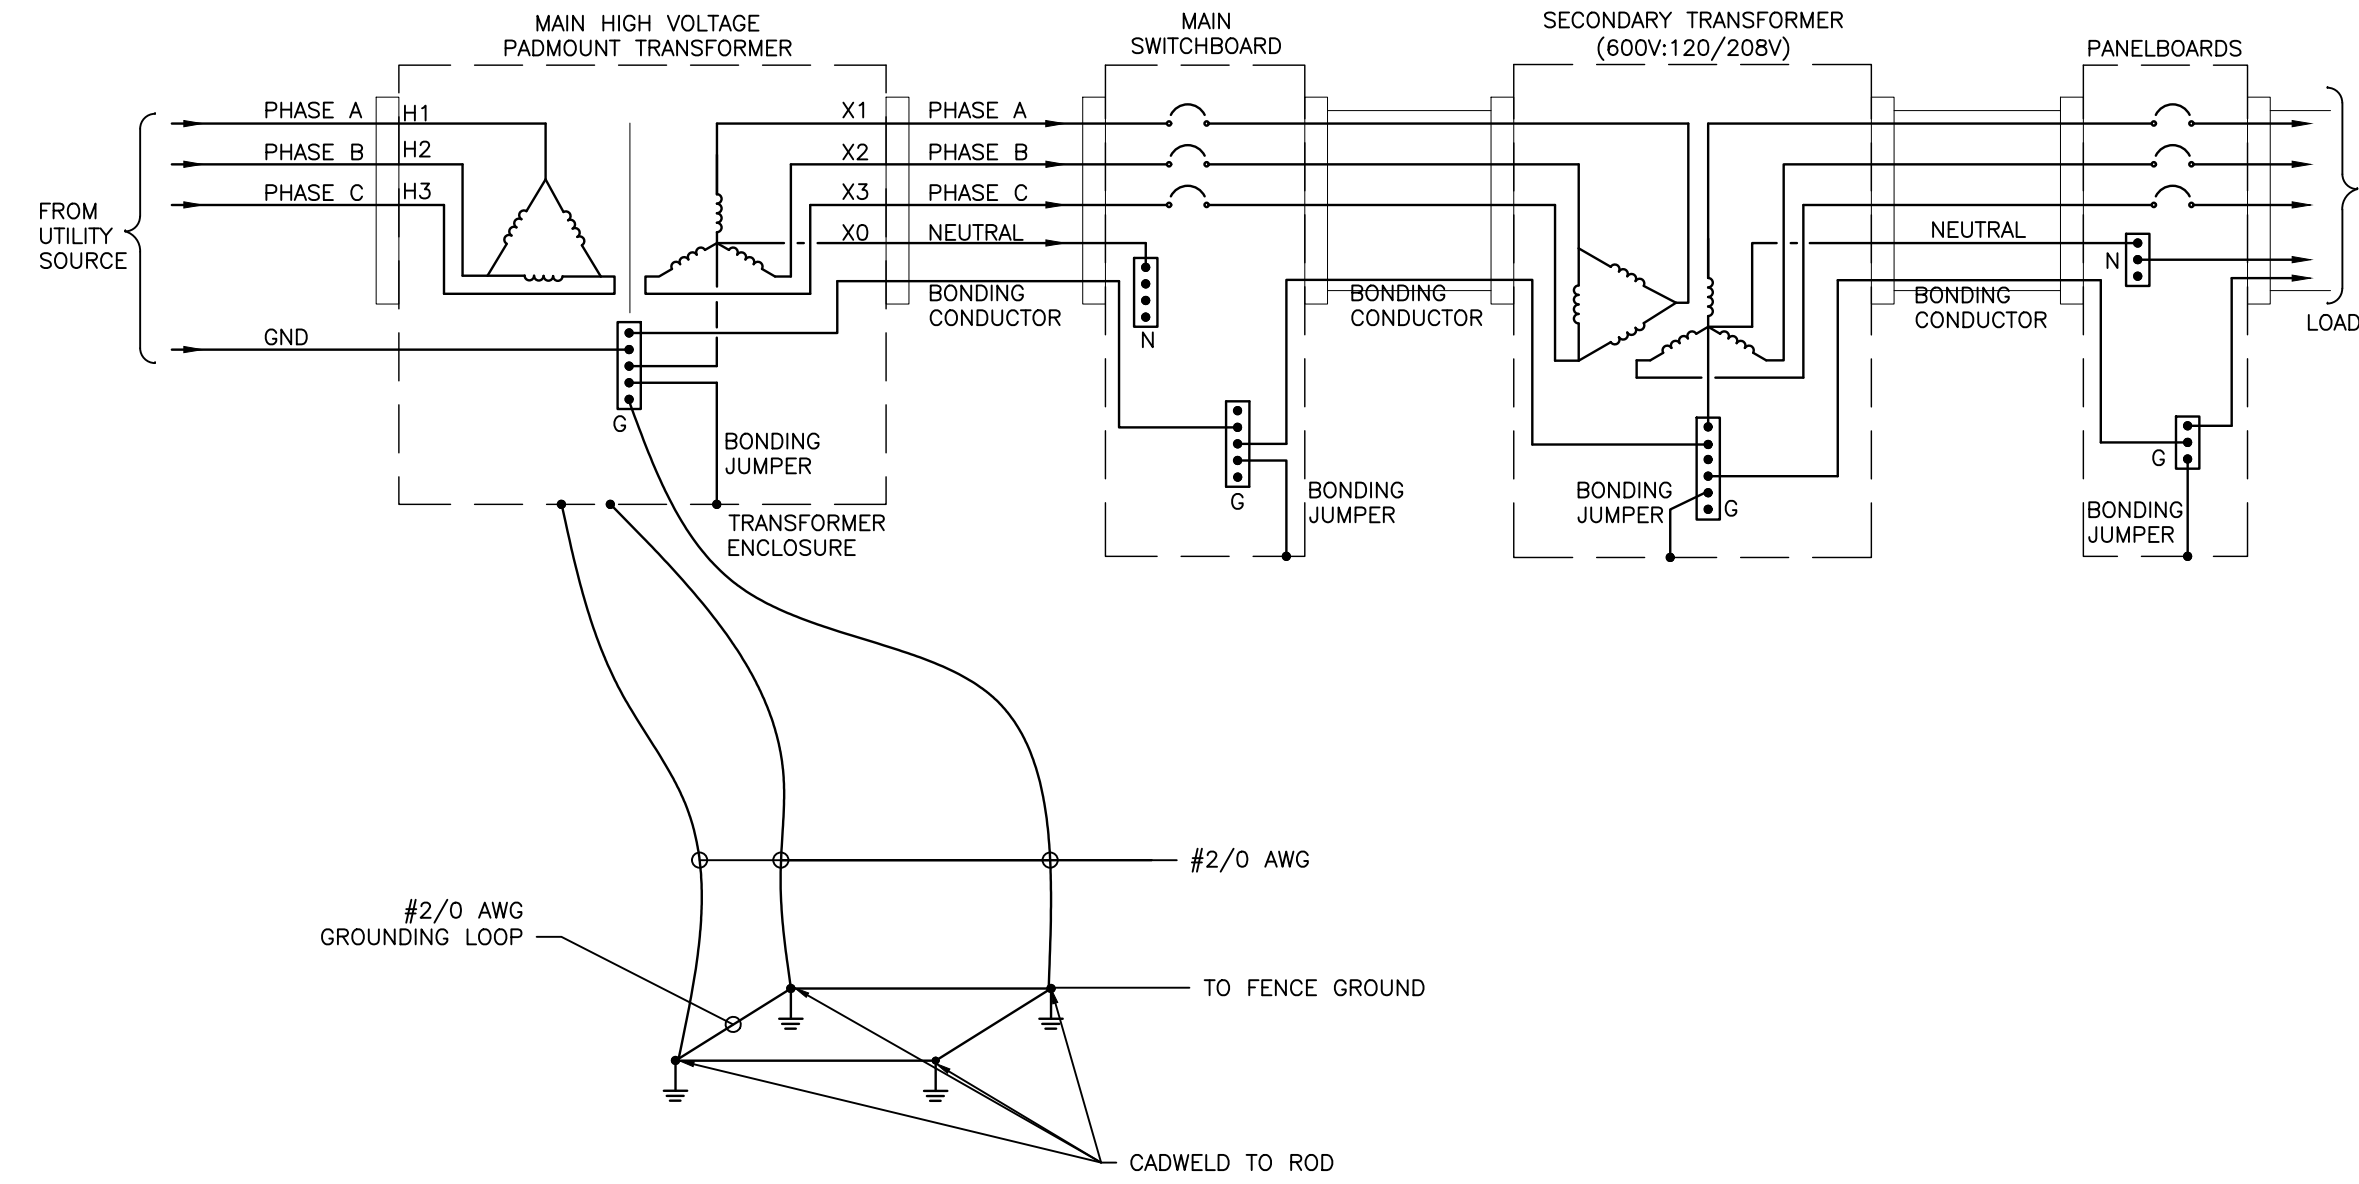 MAIN HIGH VOLTAGE
PADMOUNT TRANSFORMER
MAIN
SWITCHBOARD
SECONDARY TRANSFORMER
(600V:120/208V)
PANELBOARDS
FROM
UTILITY
SOURCE
PHASE A
PHASE B
PHASE C
GND
H1
H2
H3
X1
X2
X3
X0
PHASE A
PHASE B
PHASE C
NEUTRAL
BONDING
CONDUCTOR
G
BONDING
JUMPER
TRANSFORMER
ENCLOSURE
N
G
BONDING
JUMPER
BONDING
CONDUCTOR
BONDING
JUMPER
G
NEUTRAL
BONDING
CONDUCTOR
N
G
BONDING
JUMPER
LOAD
#2/0 AWG
#2/0 AWG
GROUNDING LOOP
TO FENCE GROUND
CADWELD TO ROD